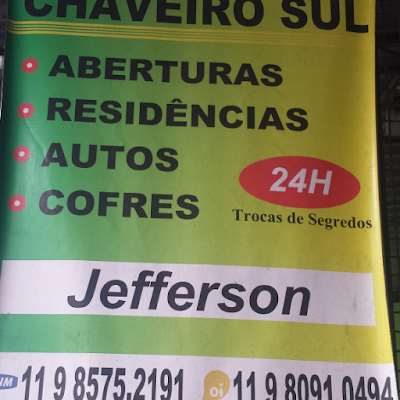 CHAVEIRO SUL
ABERTURAS
RESIDÊNCIAS
AUTOS
COFRES
24H
Trocas de Segredos
Jefferson
TIM 11 9 8575.2191
oi 11 9 8091.0494